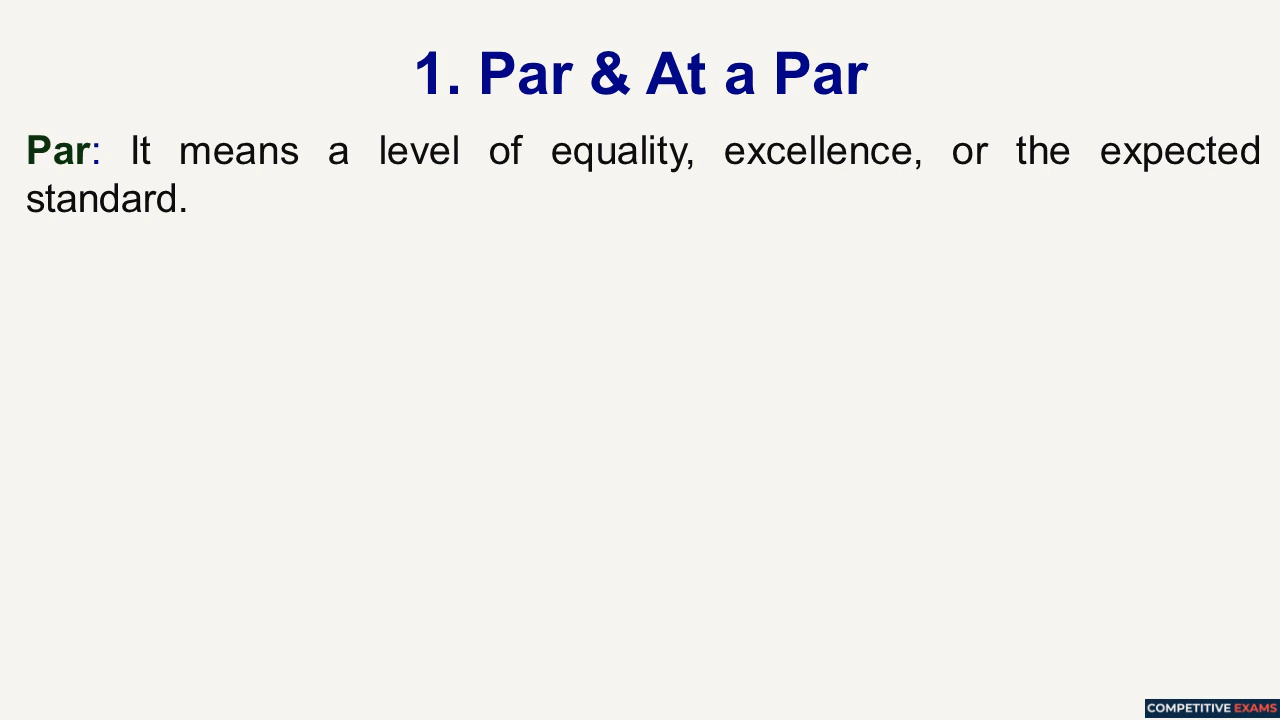 1. Par & At a Par
Par: It means a level of equality, excellence, or the expected
standard.
COMPETITIVE EXAMS